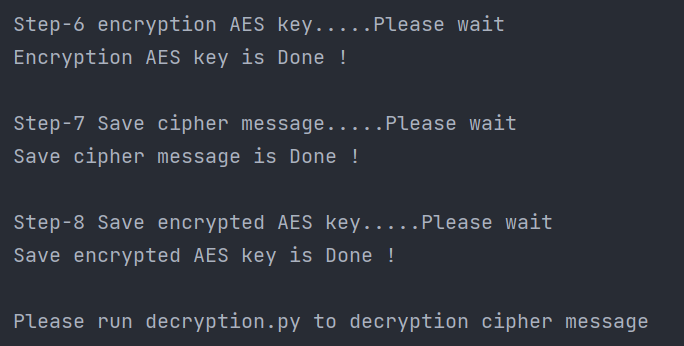 Step-6 encryption AES key.....Please wait
Encryption AES key is Done !
Step-7 Save cipher message.....Please wait
Save cipher message is Done !
Step-8 Save encrypted AES key.....Please wait
Save encrypted AES key is Done !
Please run decryption.py to decryption cipher message